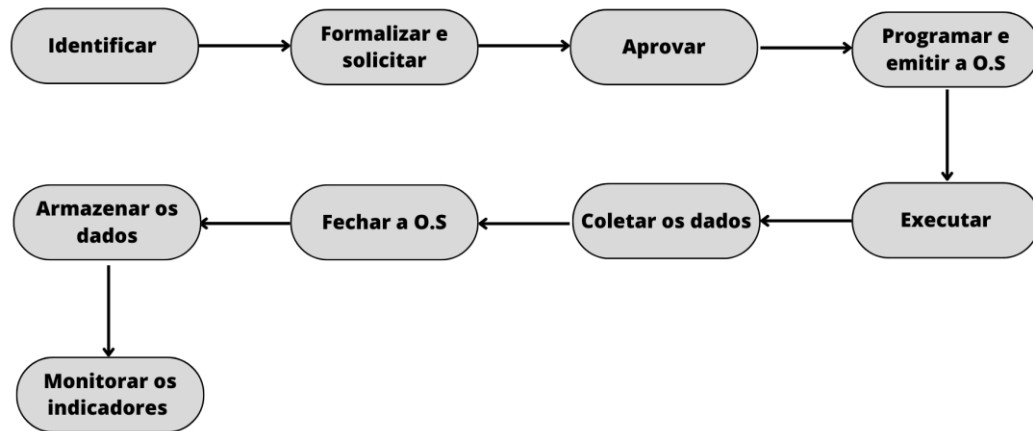 Identificar
Formalizar e
solicitar
Aprovar
Programar e
emitir a O.S
Executar
Coletar os dados
Fechar a O.S
Armazenar os
dados
Monitorar os
indicadores